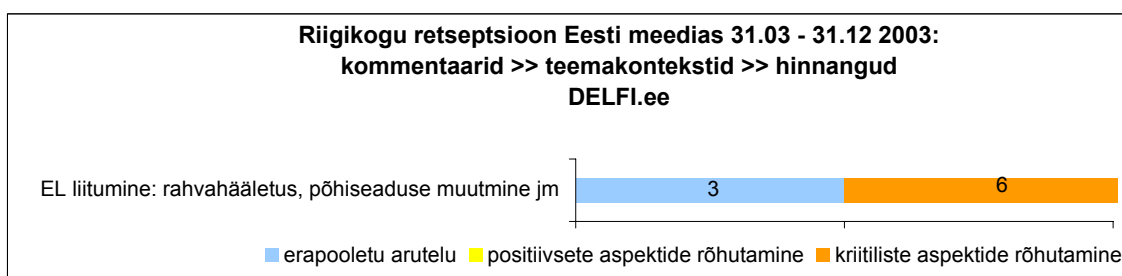 Riigikogu retseptsioon Eesti meedias 31.03 - 31.12 2003:
kommentaarid >> teemakontekstid >> hinnangud
DELFI.ee
EL liitumine: rahvahääletus, põhiseaduse muutmine jm
3
6
erapooletu arutelu
positiivsete aspektide rõhutamine
kriitiliste aspektide rõhutamine